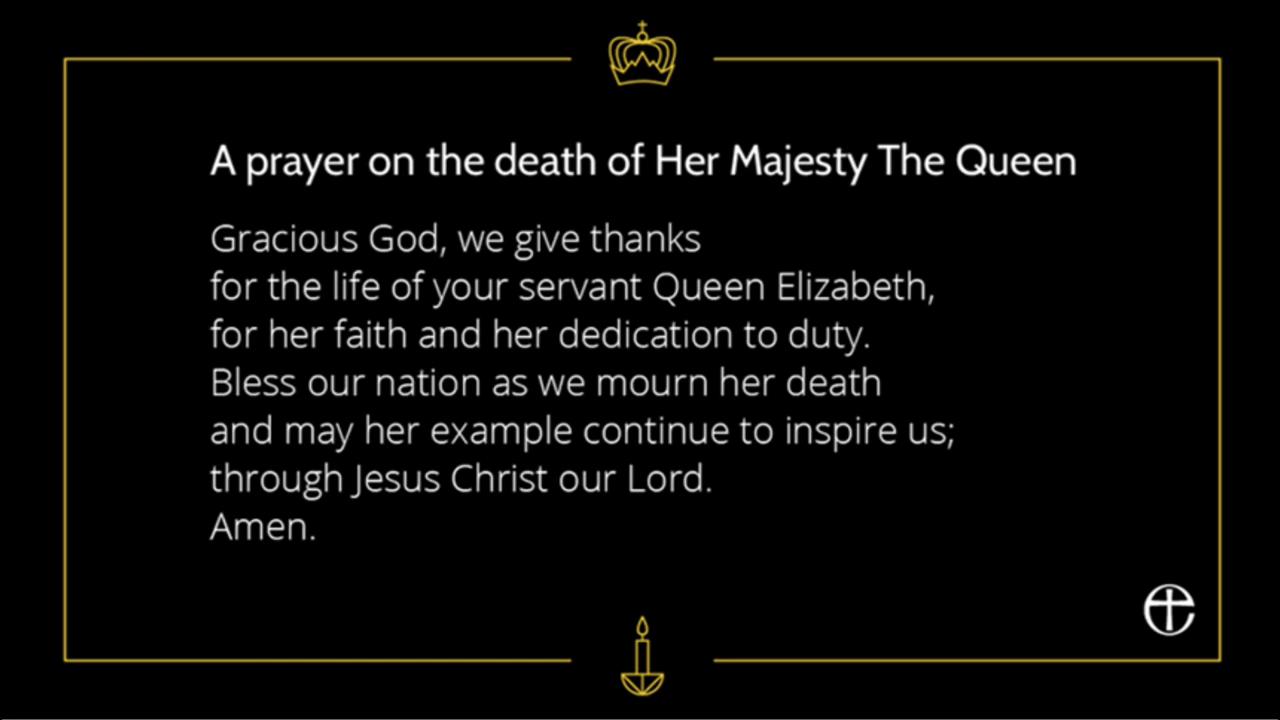 A prayer on the death of Her Majesty The Queen
Gracious God, we give thanks
for the life of your servant Queen Elizabeth,
for her faith and her dedication to duty.
Bless our nation as we mourn her death
and may her example continue to inspire us;
through Jesus Christ our Lord.
Amen.